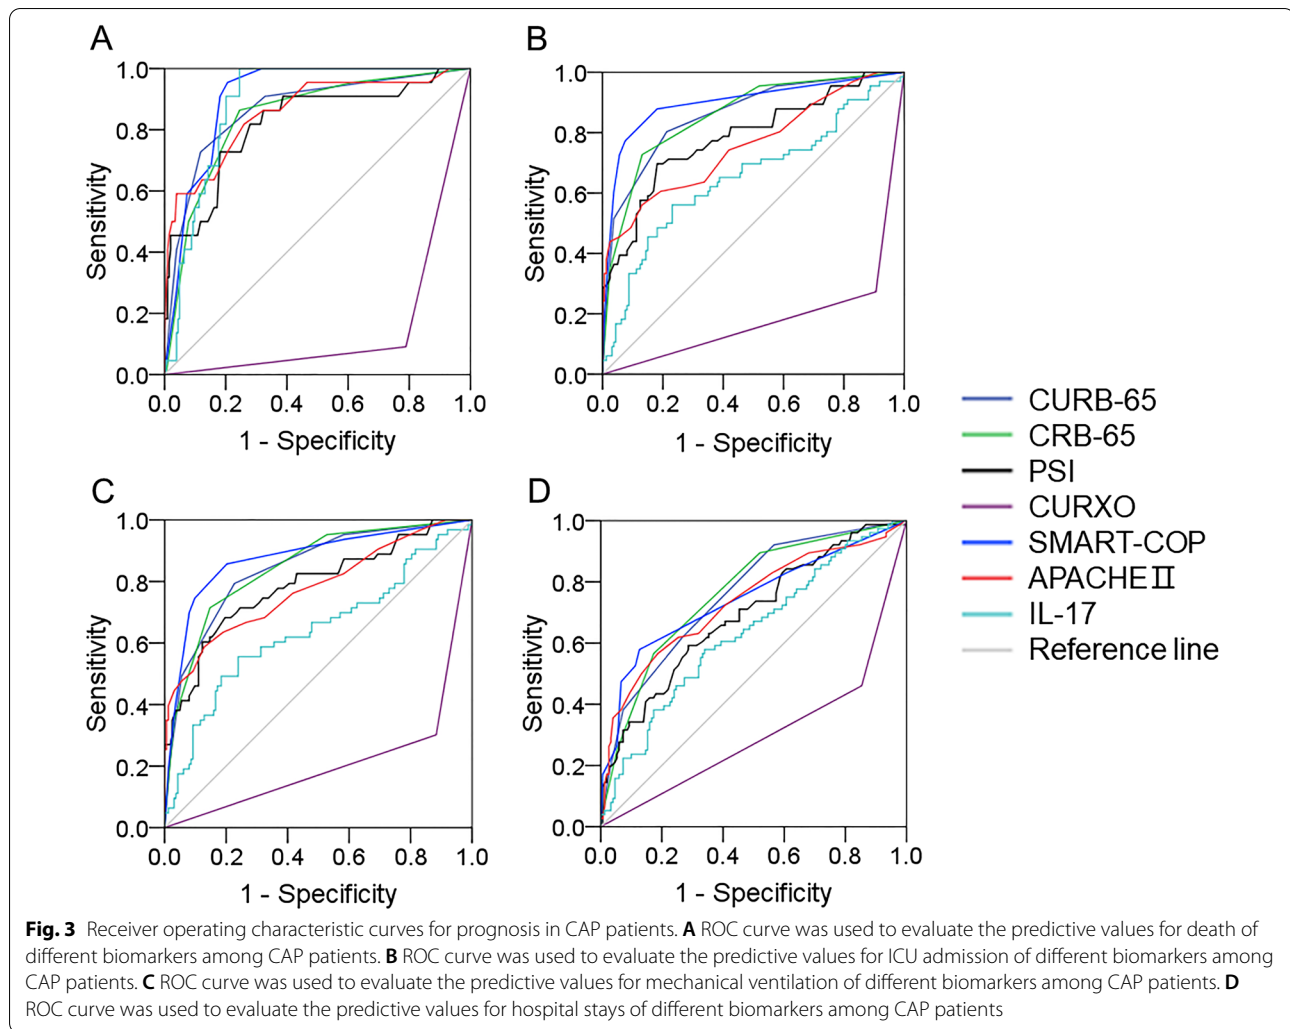 A
B
1.0
0.8
0.6
0.4
0.2
0.0
Sensitivity
0.0 0.2 0.4 0.6 0.8 1.0
1 - Specificity
1.0
0.8
0.6
0.4
0.2
0.0
Sensitivity
0.0 0.2 0.4 0.6 0.8 1.0
1 - Specificity
C
D
1.0
0.8
0.6
0.4
0.2
0.0
Sensitivity
0.0 0.2 0.4 0.6 0.8 1.0
1 - Specificity
1.0
0.8
0.6
0.4
0.2
0.0
Sensitivity
0.0 0.2 0.4 0.6 0.8 1.0
1 - Specificity
CURB-65
CRB-65
PSI
CURXO
SMART-COP
APACHEⅡ
IL-17
Reference line
Fig. 3 Receiver operating characteristic curves for prognosis in CAP patients. A ROC curve was used to evaluate the predictive values for death of
different biomarkers among CAP patients. B ROC curve was used to evaluate the predictive values for ICU admission of different biomarkers among
CAP patients. C ROC curve was used to evaluate the predictive values for mechanical ventilation of different biomarkers among CAP patients. D
ROC curve was used to evaluate the predictive values for hospital stays of different biomarkers among CAP patients